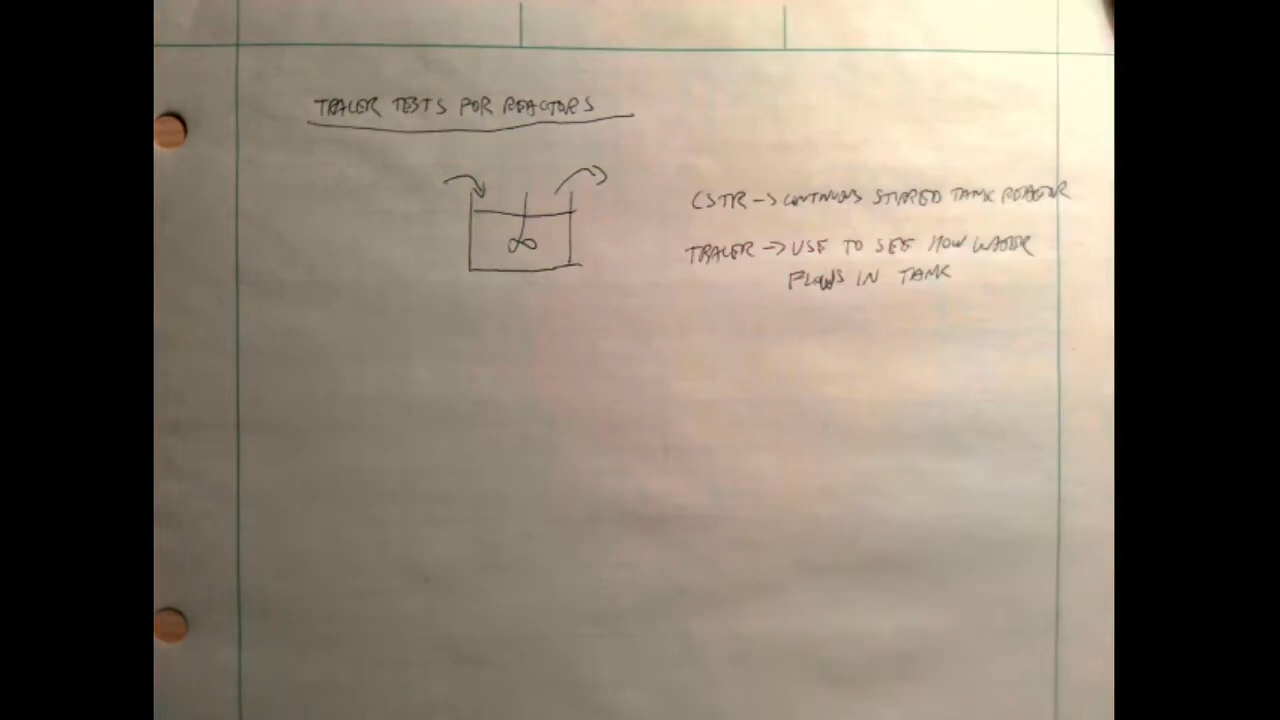 TRACER TESTS FOR REACTORS
CSTR → CONTINUOUS STIRRED TANK REACTOR
TRACER → USE TO SEE HOW WATER
FLOWS IN TANK